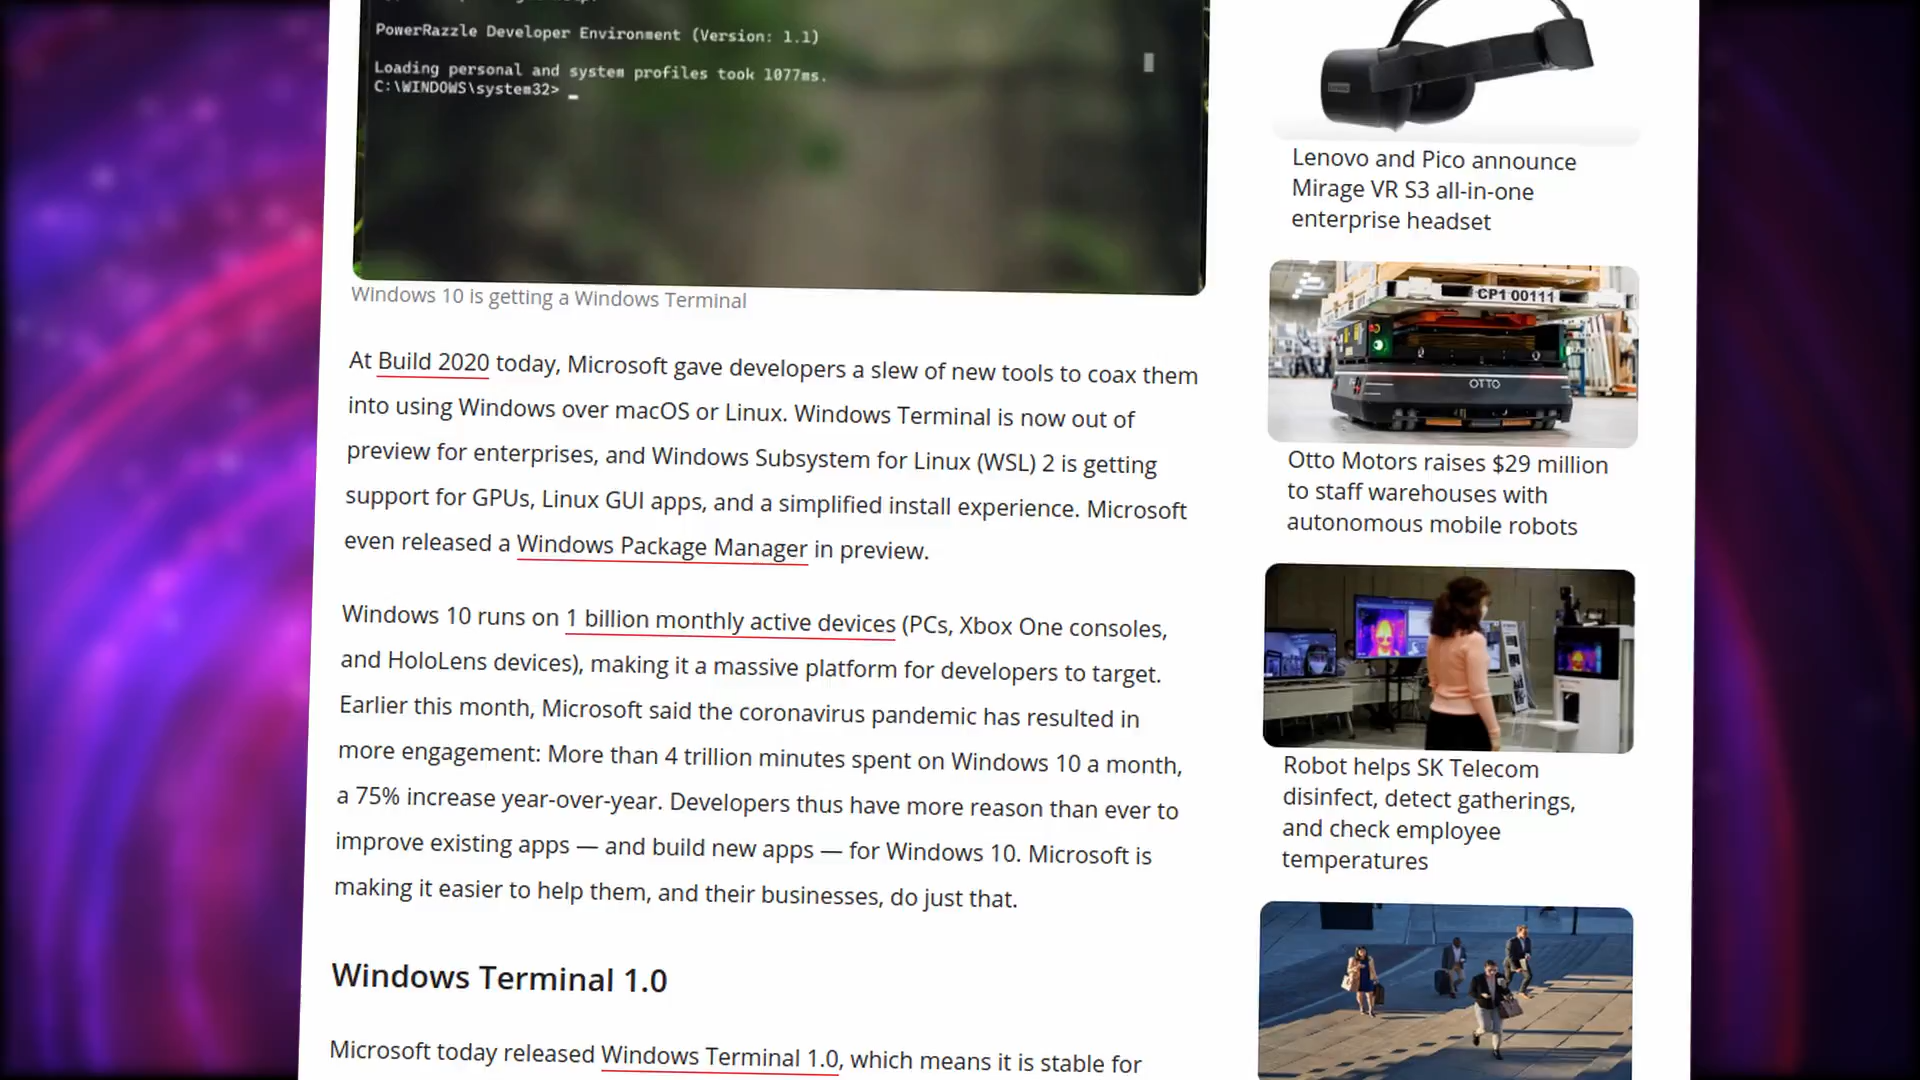 PowerRazzle Developer Environment (Version: 1.1)
Loading personal and system profiles took 1077ms.
C:\WINDOWS\system32> _
Windows 10 is getting a Windows Terminal
At Build 2020 today, Microsoft gave developers a slew of new tools to coax them
into using Windows over macOS or Linux. Windows Terminal is now out of
preview for enterprises, and Windows Subsystem for Linux (WSL) 2 is getting
support for GPUs, Linux GUI apps, and a simplified install experience. Microsoft
even released a Windows Package Manager in preview.
Windows 10 runs on 1 billion monthly active devices (PCs, Xbox One consoles,
and HoloLens devices), making it a massive platform for developers to target.
Earlier this month, Microsoft said the coronavirus pandemic has resulted in
more engagement: More than 4 trillion minutes spent on Windows 10 a month,
a 75% increase year-over-year. Developers thus have more reason than ever to
improve existing apps — and build new apps — for Windows 10. Microsoft is
making it easier to help them, and their businesses, do just that.
Windows Terminal 1.0
Microsoft today released Windows Terminal 1.0, which means it is stable for
Lenovo and Pico announce
Mirage VR S3 all-in-one
enterprise headset
CP1 00111
OTTO
Otto Motors raises $29 million
to staff warehouses with
autonomous mobile robots
Robot helps SK Telecom
disinfect, detect gatherings,
and check employee
temperatures